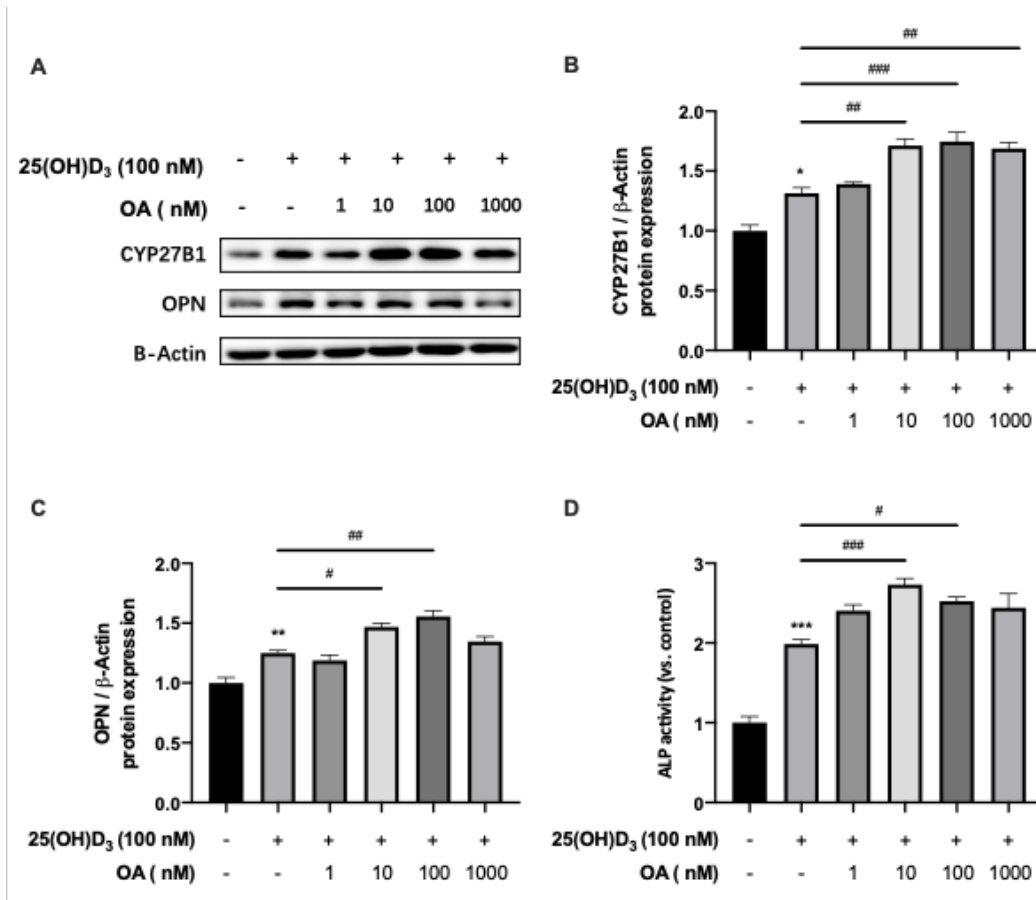 A
25(OH)D₃ (100 nM) - + + + + +
OA ( nM) - - 1 10 100 1000
CYP27B1
OPN
B-Actin
B
##
###
##
*
CYP27B1 / β-Actin
protein expression
2.0
1.5
1.0
0.5
0.0
25(OH)D₃ (100 nM) - + + + + +
OA ( nM) - - 1 10 100 1000
C
##
#
**
OPN / β-Actin
protein expression
2.0
1.5
1.0
0.5
0.0
25(OH)D₃ (100 nM) - + + + + +
OA ( nM) - - 1 10 100 1000
D
#
###
***
ALP activity (vs. control)
3
2
1
0
25(OH)D₃ (100 nM) - + + + + +
OA ( nM) - - 1 10 100 1000